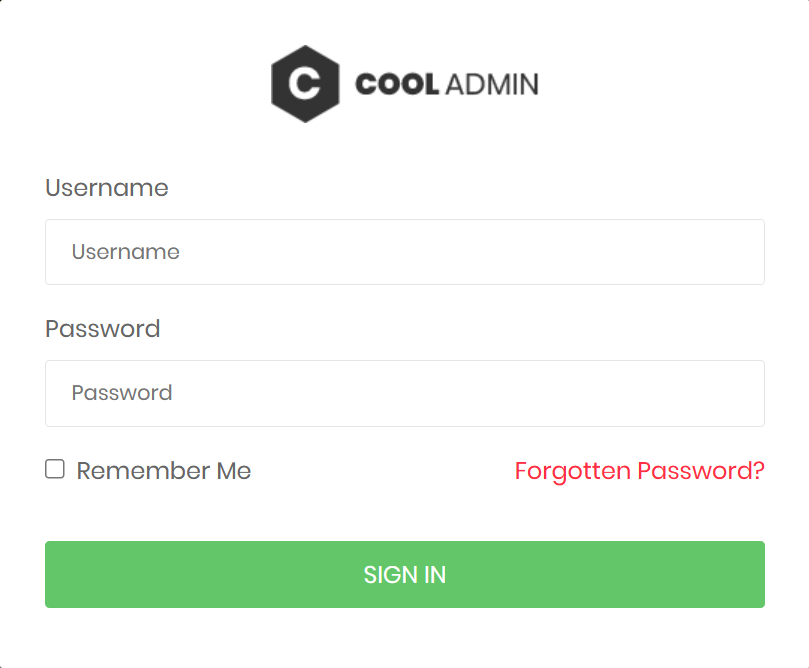 C COOL ADMIN
Username
Username
Password
Password
Remember Me Forgotten Password?
SIGN IN